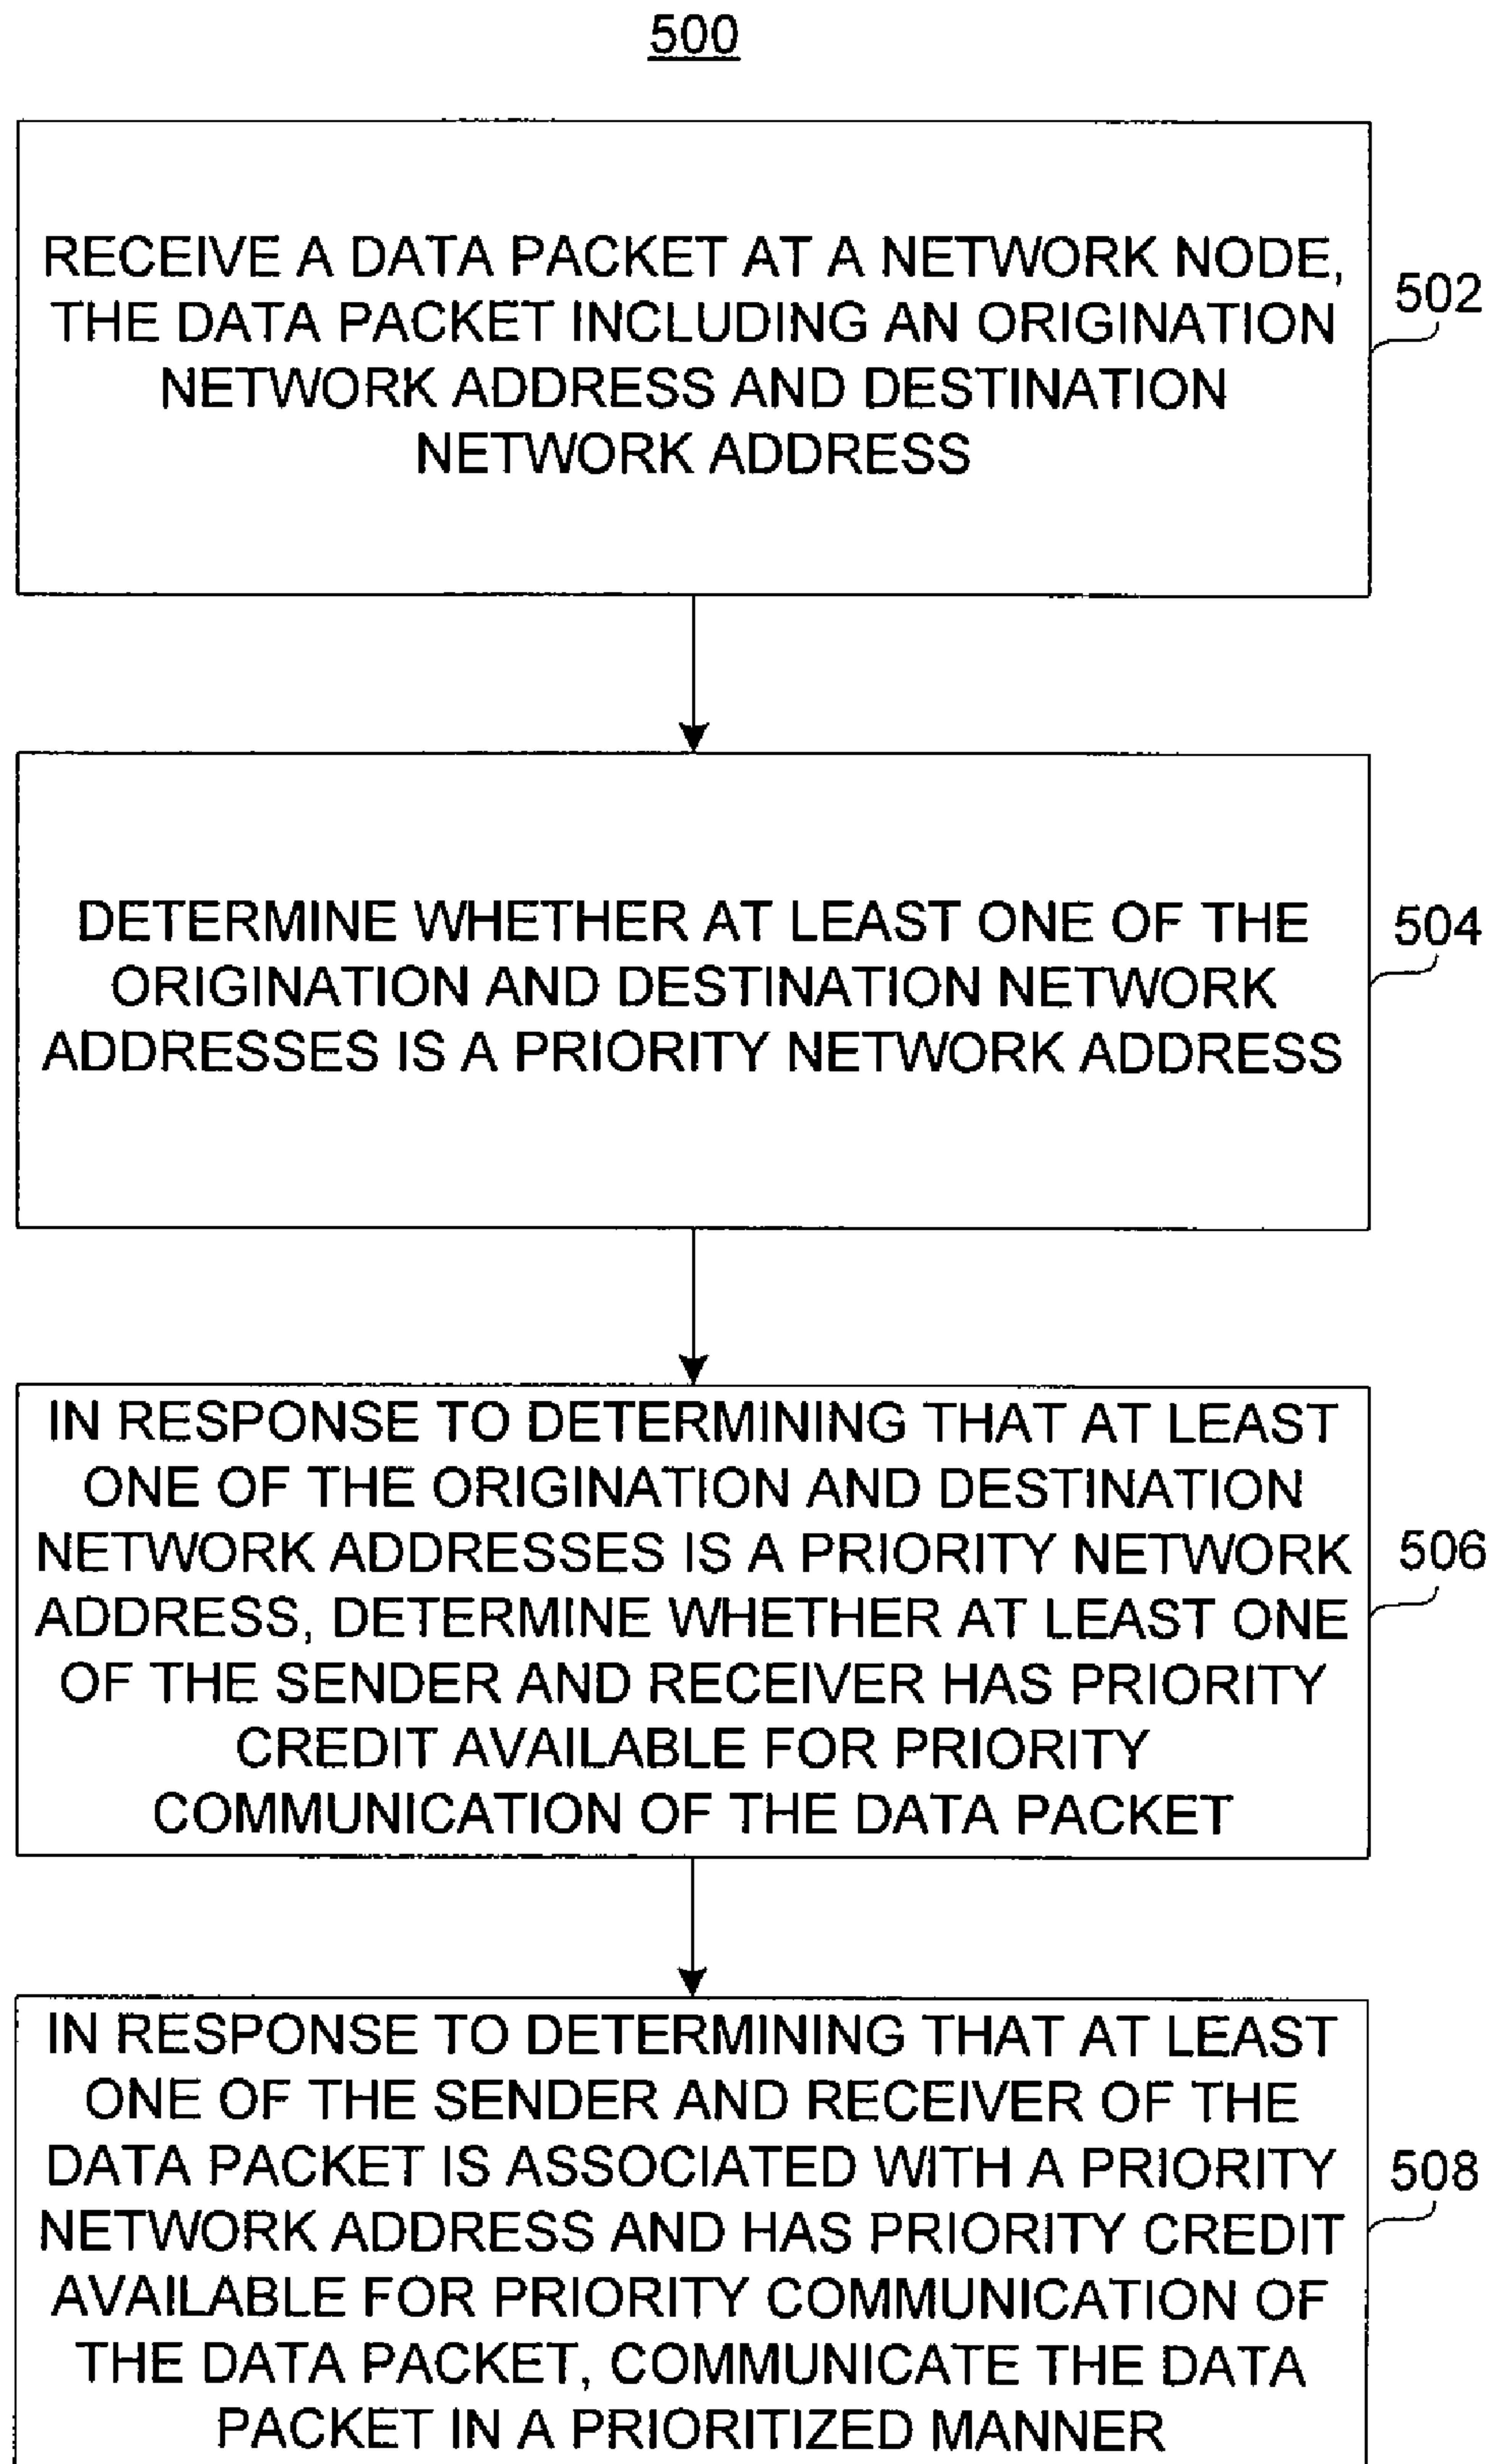 500
RECEIVE A DATA PACKET AT A NETWORK NODE,
THE DATA PACKET INCLUDING AN ORIGINATION
NETWORK ADDRESS AND DESTINATION
NETWORK ADDRESS
502
DETERMINE WHETHER AT LEAST ONE OF THE
ORIGINATION AND DESTINATION NETWORK
ADDRESSES IS A PRIORITY NETWORK ADDRESS
504
IN RESPONSE TO DETERMINING THAT AT LEAST
ONE OF THE ORIGINATION AND DESTINATION
NETWORK ADDRESSES IS A PRIORITY NETWORK
ADDRESS, DETERMINE WHETHER AT LEAST ONE
OF THE SENDER AND RECEIVER HAS PRIORITY
CREDIT AVAILABLE FOR PRIORITY
COMMUNICATION OF THE DATA PACKET
506
IN RESPONSE TO DETERMINING THAT AT LEAST
ONE OF THE SENDER AND RECEIVER OF THE
DATA PACKET IS ASSOCIATED WITH A PRIORITY
NETWORK ADDRESS AND HAS PRIORITY CREDIT
AVAILABLE FOR PRIORITY COMMUNICATION OF
THE DATA PACKET, COMMUNICATE THE DATA
PACKET IN A PRIORITIZED MANNER
508